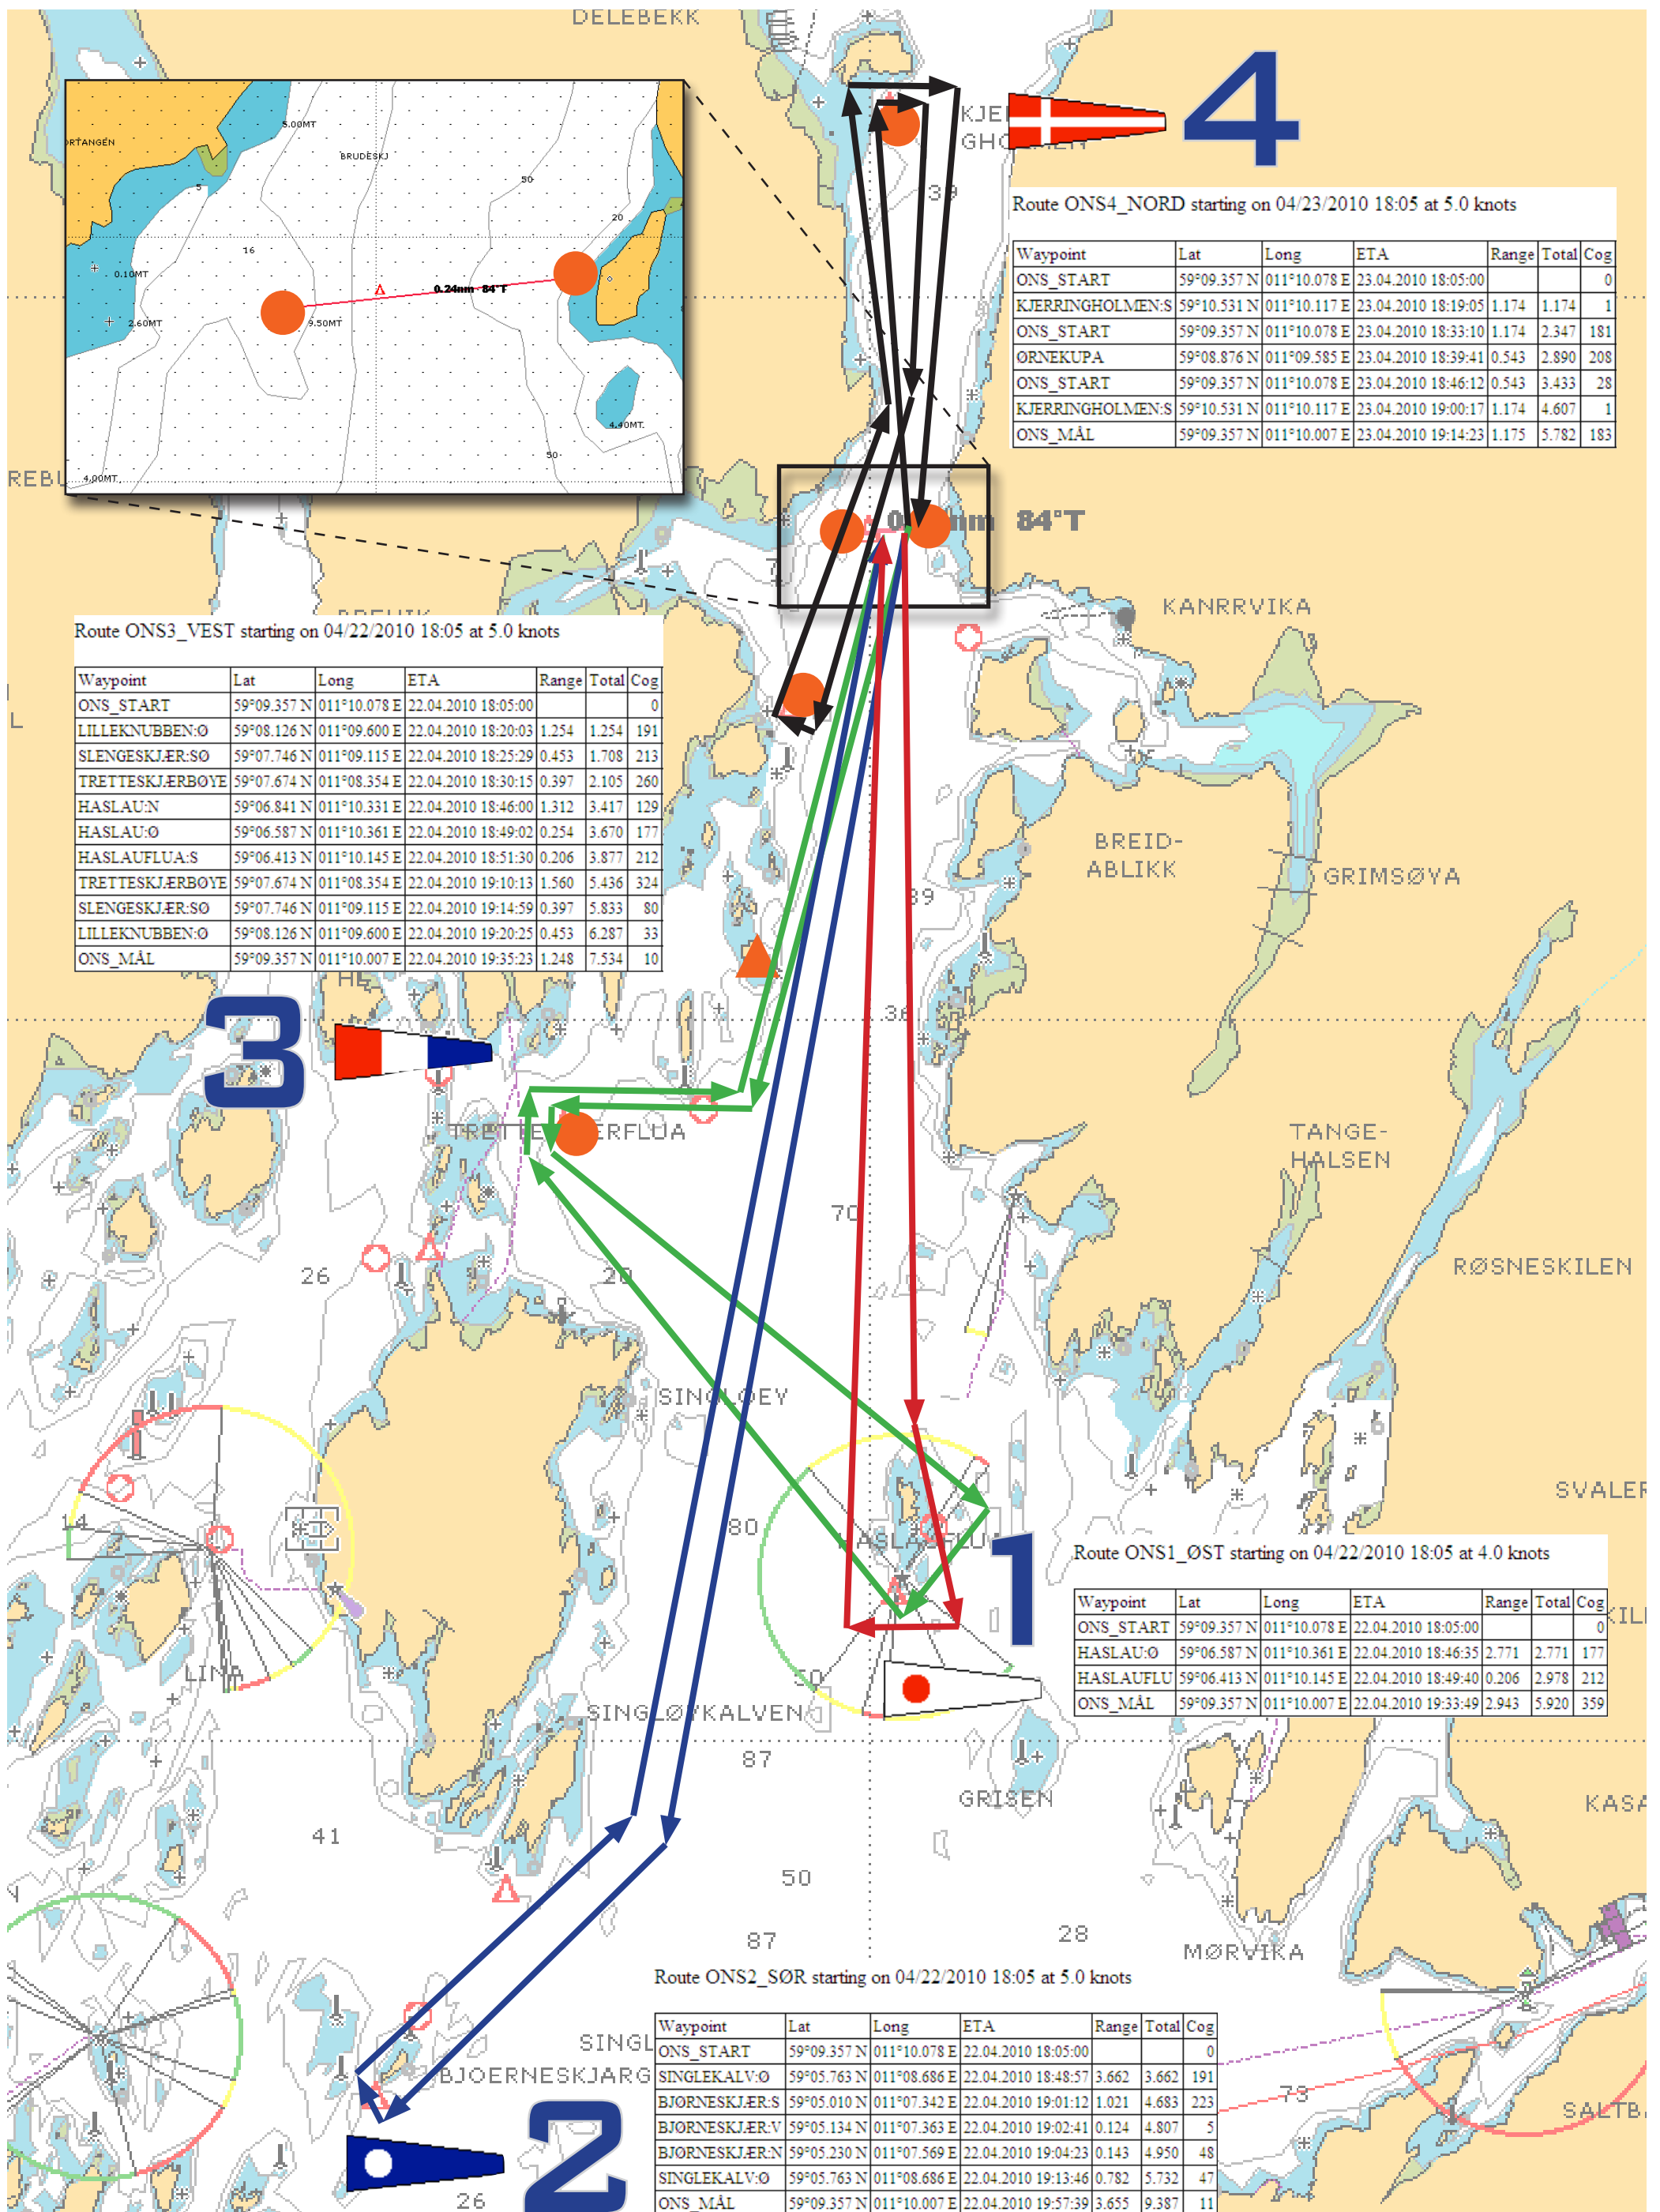 DELEBEKK
4
5.00MT
RTANGEN
BRUDESKJ
50
5
20
16
0.10MT
0.24nm 84°T
2.60MT
9.50MT
4.40MT
50
4.00MT
39
Route ONS4_NORD starting on 04/23/2010 18:05 at 5.0 knots
Waypoint Lat Long ETA Range Total Cog
ONS_START 59°09.357 N 011°10.078 E 23.04.2010 18:05:00 0
KJERRINGHOLMEN:S 59°10.531 N 011°10.117 E 23.04.2010 18:19:05 1.174 1.174 1
ONS_START 59°09.357 N 011°10.078 E 23.04.2010 18:33:10 1.174 2.347 181
ØRNEKUPA 59°08.876 N 011°09.585 E 23.04.2010 18:39:41 0.543 2.890 208
ONS_START 59°09.357 N 011°10.078 E 23.04.2010 18:46:12 0.543 3.433 28
KJERRINGHOLMEN:S 59°10.531 N 011°10.117 E 23.04.2010 19:00:17 1.174 4.607 1
ONS_MÅL 59°09.357 N 011°10.007 E 23.04.2010 19:14:23 1.175 5.782 183
84°T
KANRRVIKA
Route ONS3_VEST starting on 04/22/2010 18:05 at 5.0 knots
Waypoint Lat Long ETA Range Total Cog
ONS_START 59°09.357 N 011°10.078 E 22.04.2010 18:05:00 0
LILLEKNUBBEN:Ø 59°08.126 N 011°09.600 E 22.04.2010 18:20:03 1.254 1.254 191
SLENGESKJÆR:SØ 59°07.746 N 011°09.115 E 22.04.2010 18:25:29 0.453 1.708 213
TRETTESKJÆRBØYE 59°07.674 N 011°08.354 E 22.04.2010 18:30:15 0.397 2.105 260
HASLAU:N 59°06.841 N 011°10.331 E 22.04.2010 18:46:00 1.312 3.417 129
HASLAU:Ø 59°06.587 N 011°10.361 E 22.04.2010 18:49:02 0.254 3.670 177
HASLAUFLUA:S 59°06.413 N 011°10.145 E 22.04.2010 18:51:30 0.206 3.877 212
TRETTESKJÆRBØYE 59°07.674 N 011°08.354 E 22.04.2010 19:10:13 1.560 5.436 324
SLENGESKJÆR:SØ 59°07.746 N 011°09.115 E 22.04.2010 19:14:59 0.397 5.833 80
LILLEKNUBBEN:Ø 59°08.126 N 011°09.600 E 22.04.2010 19:20:25 0.453 6.287 33
ONS_MÅL 59°09.357 N 011°10.007 E 22.04.2010 19:35:23 1.248 7.534 10
BREID-
ABLIKK
GRIMSØYA
36
3
TANGE-
HALSEN
70
RØSNESKILEN
26
20
SINGLOEY
SVALER
14
80
1
Route ONS1_ØST starting on 04/22/2010 18:05 at 4.0 knots
Waypoint Lat Long ETA Range Total Cog
ONS_START 59°09.357 N 011°10.078 E 22.04.2010 18:05:00 0
HASLAU:Ø 59°06.587 N 011°10.361 E 22.04.2010 18:46:35 2.771 2.771 177
HASLAUFLU 59°06.413 N 011°10.145 E 22.04.2010 18:49:40 0.206 2.978 212
ONS_MÅL 59°09.357 N 011°10.007 E 22.04.2010 19:33:49 2.943 5.920 359
LINA
SINGLØYKALVEN
87
GRISEN
KASA
41
50
87
28
MØRVIKA
Route ONS2_SØR starting on 04/22/2010 18:05 at 5.0 knots
Waypoint Lat Long ETA Range Total Cog
ONS_START 59°09.357 N 011°10.078 E 22.04.2010 18:05:00 0
SINGLEKALV:Ø 59°05.763 N 011°08.686 E 22.04.2010 18:48:57 3.662 3.662 191
BJØRNESKJÆR:S 59°05.010 N 011°07.342 E 22.04.2010 19:01:12 1.021 4.683 223
BJØRNESKJÆR:V 59°05.134 N 011°07.363 E 22.04.2010 19:02:41 0.124 4.807 5
BJØRNESKJÆR:N 59°05.230 N 011°07.569 E 22.04.2010 19:04:23 0.143 4.950 48
SINGLEKALV:Ø 59°05.763 N 011°08.686 E 22.04.2010 19:13:46 0.782 5.732 47
ONS_MÅL 59°09.357 N 011°10.007 E 22.04.2010 19:57:39 3.655 9.387 11
SINGL
BJOERNESKJARG
73
SALTB
2
26